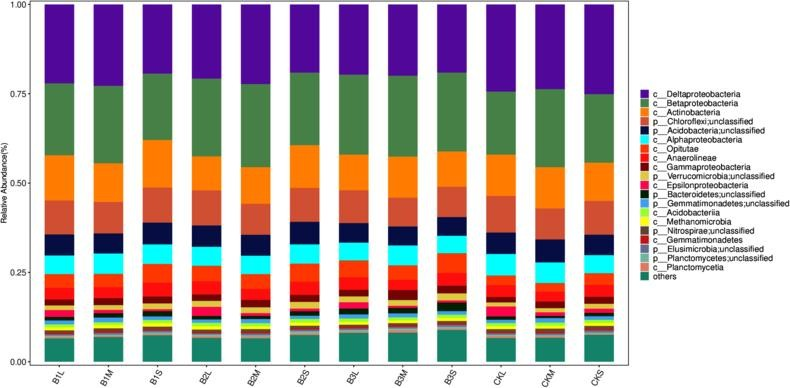 1.00
0.75
0.50
0.25
0.00
Relative Abundance(%)
B1L
B1M
B1S
B2L
B2M
B2S
B3L
B3M
B3S
CKL
CKM
CKS
c__Deltaproteobacteria
c__Betaproteobacteria
c__Actinobacteria
p__Chloroflexi;unclassified
p__Acidobacteria;unclassified
c__Alphaproteobacteria
c__Opitutae
c__Anaerolineae
c__Gammaproteobacteria
p__Verrucomicrobia;unclassified
c__Epsilonproteobacteria
p__Bacteroidetes;unclassified
p__Gemmatimonadetes;unclassified
c__Acidobacteriia
c__Methanomicrobia
p__Nitrospirae;unclassified
c__Gemmatimonadetes
p__Elusimicrobia;unclassified
p__Planctomycetes;unclassified
c__Planctomycetia
others